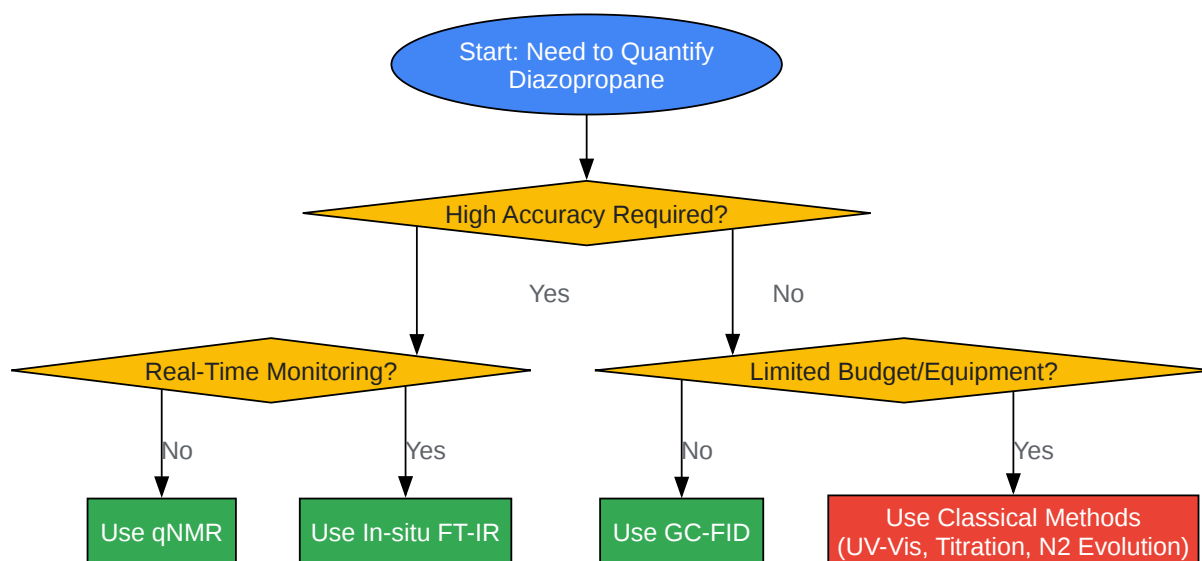 Start: Need to Quantify
Diazopropane
High Accuracy Required?
Yes
No
Real-Time Monitoring?
Limited Budget/Equipment?
No
Yes
No
Yes
Use qNMR
Use In-situ FT-IR
Use GC-FID
Use Classical Methods
(UV-Vis, Titration, N2 Evolution)